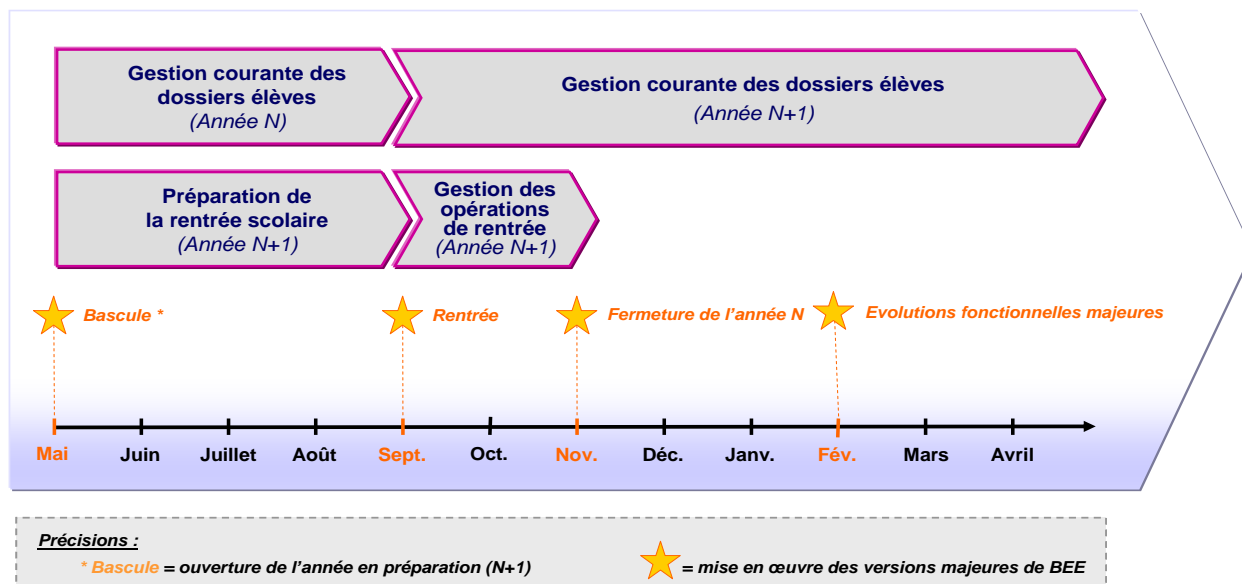 Gestion courante des
dossiers élèves
(Année N)
Gestion courante des dossiers élèves
(Année N+1)
Préparation de
la rentrée scolaire
(Année N+1)
Gestion des
opérations
de rentrée
(Année N+1)
Bascule *
Rentrée
Fermeture de l'année N
Evolutions fonctionnelles majeures
Mai Juin Juillet Août Sept. Oct. Nov. Déc. Janv. Fév. Mars Avril
Précisions :
* Bascule = ouverture de l'année en préparation (N+1)
= mise en œuvre des versions majeures de BEE